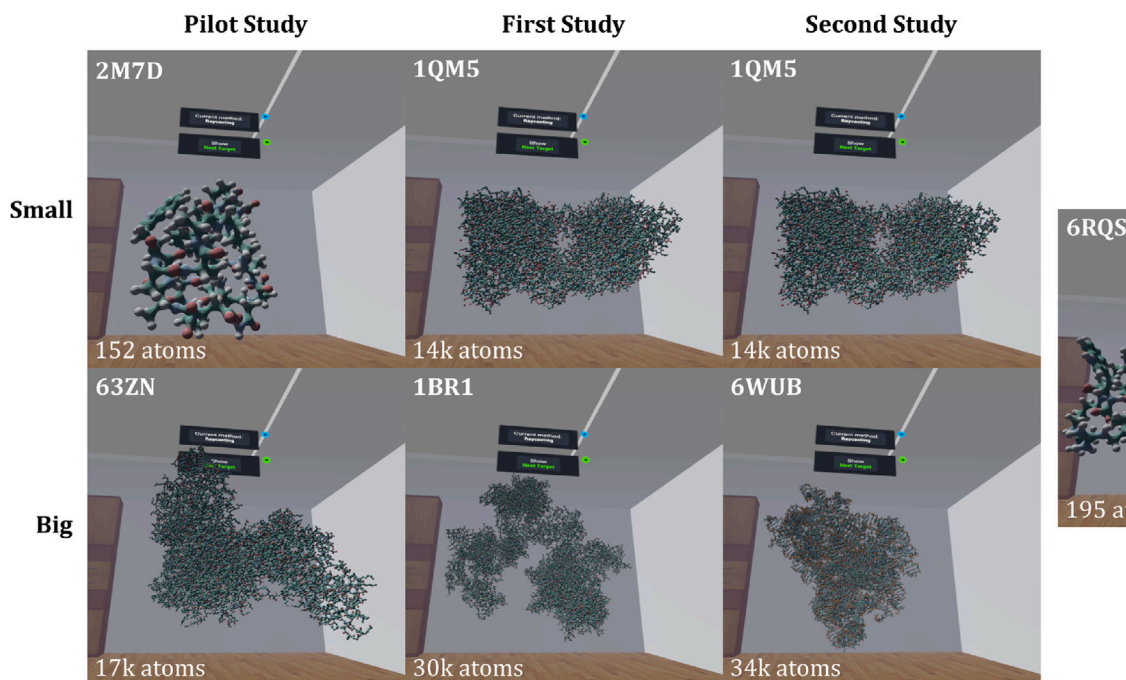 Pilot Study
First Study
Second Study
Small
2M7D
Current method:
Raycasting
Show
Next Target
152 atoms
1QM5
Current method:
Raycasting
Show
Next Target
14k atoms
1QM5
Current method:
Raycasting
Show
Next Target
14k atoms
6RQS
195 a
Big
63ZN
Current method:
Raycasting
Show
Next Target
17k atoms
1BR1
Current method:
Raycasting
Show
Next Target
30k atoms
6WUB
Current method:
Raycasting
Show
Next Target
34k atoms